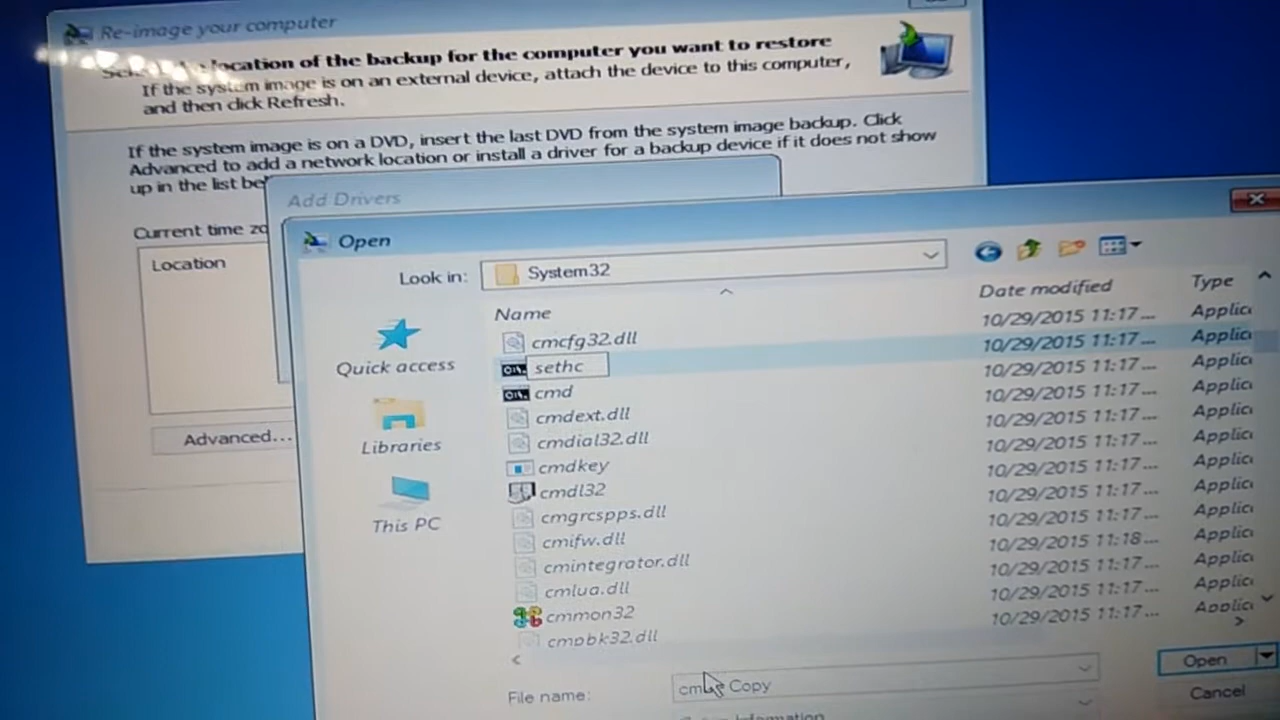 Re-image your computer
location of the backup for the computer you want to restore
If the system image is on an external device, attach the device to this computer,
and then click Refresh.
If the system image is on a DVD, insert the last DVD from the system image backup. Click
Advanced to add a network location or install a driver for a backup device if it does not show
up in the list be
Add Drivers
Current time zo
Open
Location
Look in: System32
Name Date modified Type
cmcfg32.dll 10/29/2015 11:17... Applic
sethc 10/29/2015 11:17... Applic
cmd 10/29/2015 11:17... Applic
cmdext.dll 10/29/2015 11:17... Applic
cmdial32.dll 10/29/2015 11:17... Applic
cmdkey 10/29/2015 11:17... Applic
cmdl32 10/29/2015 11:17... Applic
cmgrcspps.dll 10/29/2015 11:17... Applic
cmifw.dll 10/29/2015 11:18... Applic
cmintegrator.dll 10/29/2015 11:17... Applic
cmlua.dll 10/29/2015 11:17... Applic
cmmon32 10/29/2015 11:17... Applic
cmpbk32.dll
Quick access
Libraries
This PC
Advanced...
File name: Copy
Open
Cancel
Information